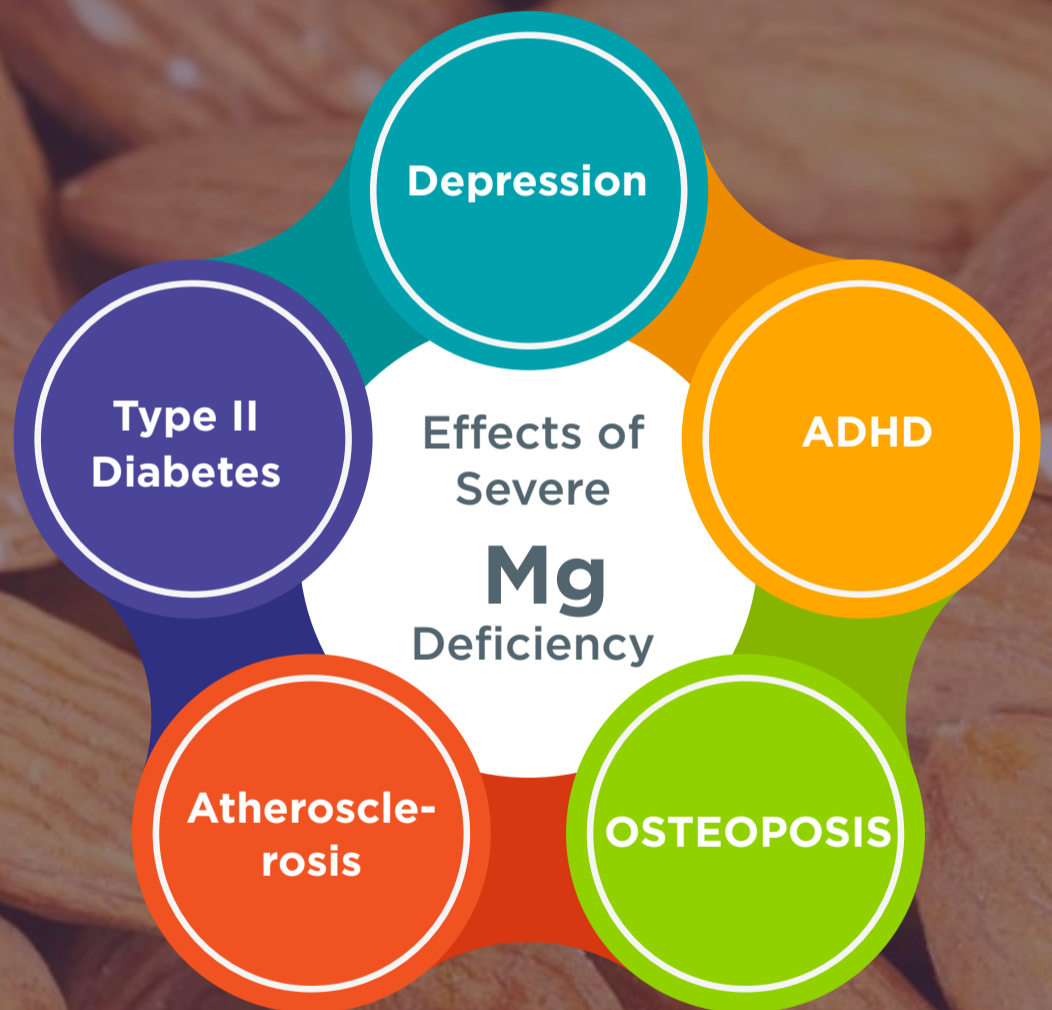 Depression
ADHD
OSTEOPOSIS
Atheroscle-
rosis
Type II
Diabetes
Effects of
Severe
Mg
Deficiency